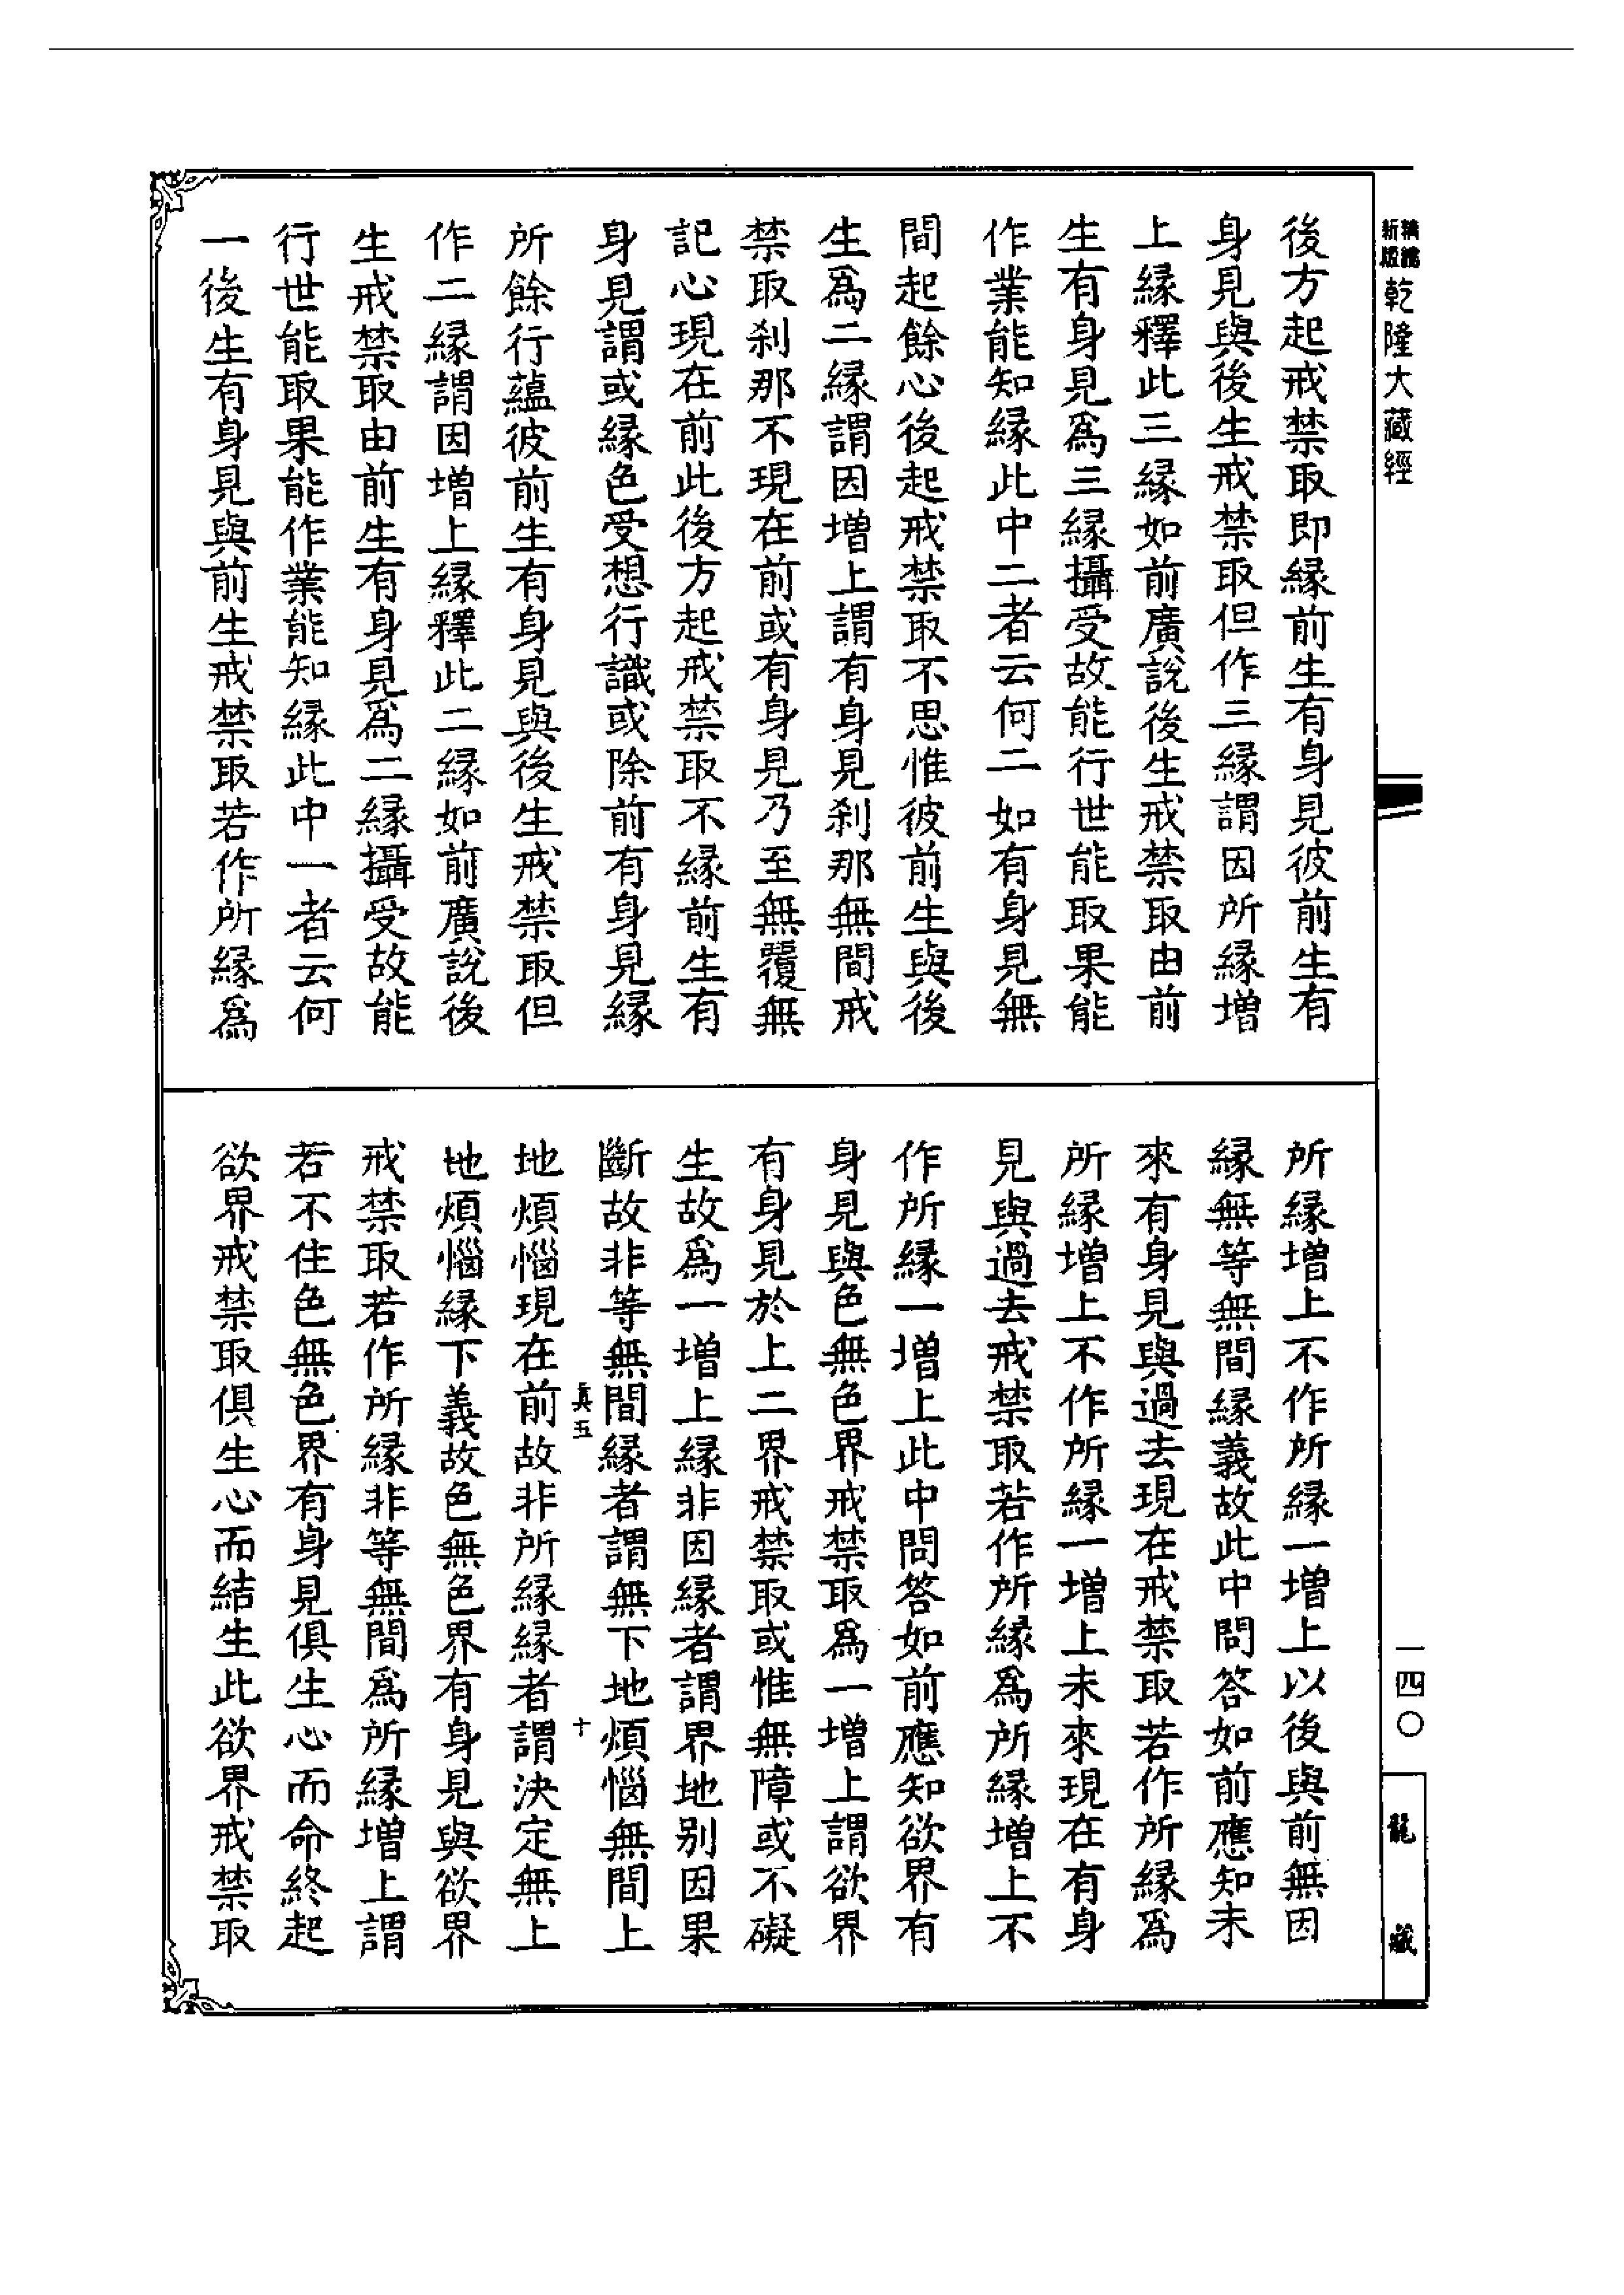 精編
新版
乾隆大藏經
後方起戒禁取即緣前生有身見彼前生有
身見與後生戒禁取但作三緣謂因所緣增
上緣釋此三緣如前廣說後生戒禁取由前
生有身見爲三緣攝受故能行世能取果能
作業能知緣此中二者云何二如有身見無
間起餘心後起戒禁取不思惟彼前生與後
生爲二緣謂因增上謂有身見刹那無間戒
禁取刹那不現在前或有身見乃至無覆無
記心現在前此後方起戒禁取不緣前生有
身見謂或緣色受想行識或除前有身見緣
所餘行蘊彼前生有身見與後生戒禁取但
作二緣謂因增上緣釋此二緣如前廣說後
生戒禁取由前生有身見爲二緣攝受故能
行世能取果能作業能知緣此中一者云何
一後生有身見與前生戒禁取若作所緣爲
所緣增上不作所緣一增上以後與前無因
緣無等無間緣義故此中問答如前應知未
來有身見與過去現在戒禁取若作所緣爲
所緣增上不作所緣一增上未來現在有身
見與過去戒禁取若作所緣爲所緣增上不
作所緣一增上此中問答如前應知欲界有
身見與色無色界戒禁取爲一增上謂欲界
有身見於上二界戒禁取或惟無障或不礙
生故爲一增上緣非因緣者謂界地別因果
斷故非等無間緣者謂無下地煩惱無間上
真五
十
地煩惱現在前故非所緣緣者謂決定無上
地煩惱緣下義故色無色界有身見與欲界
戒禁取若作所緣非等無間爲所緣增上謂
若不住色無色界有身見俱生心而命終起
欲界戒禁取俱生心而結生此欲界戒禁取
一四〇
龍藏